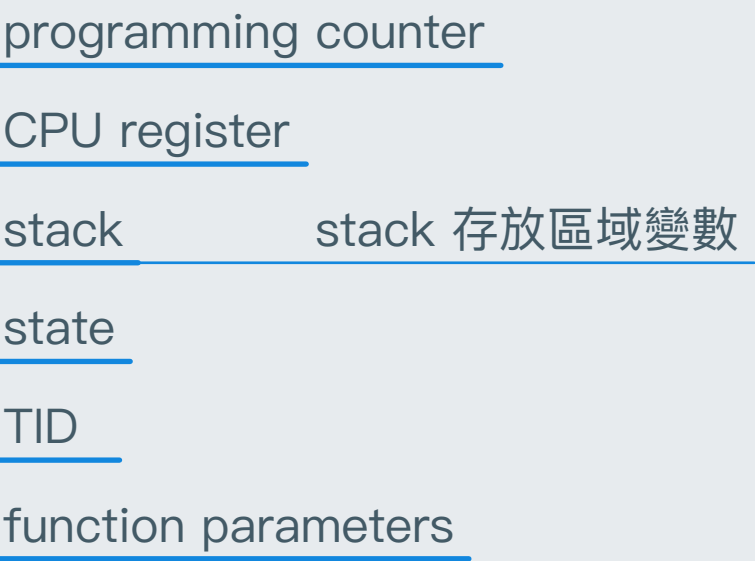 programming counter
CPU register
stack stack 存放區域變數
state
TID
function parameters